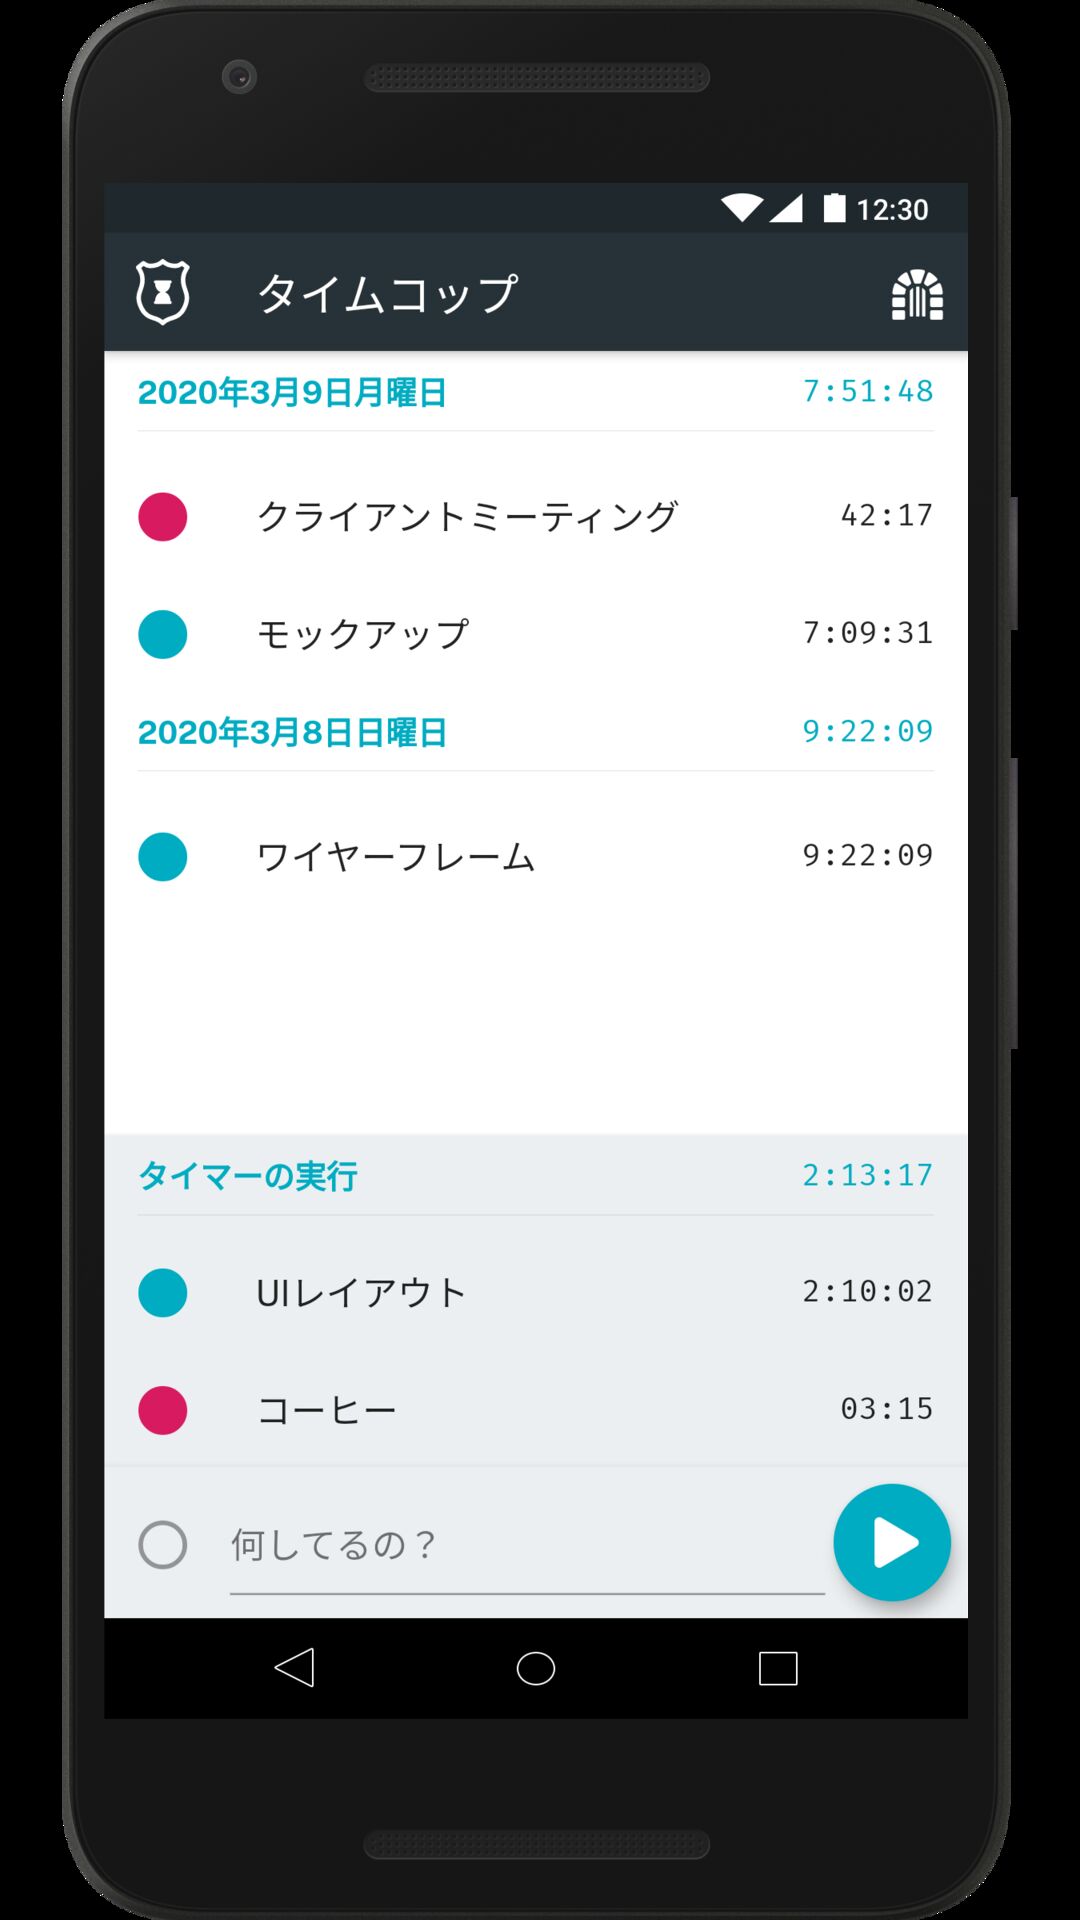 12:30
タイムコップ
2020年3月9日月曜日 7:51:48
クライアントミーティング 42:17
モックアップ 7:09:31
2020年3月8日日曜日 9:22:09
ワイヤーフレーム 9:22:09
タイマーの実行 2:13:17
UIレイアウト 2:10:02
コーヒー 03:15
何してるの？